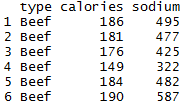 type calories sodium
1 Beef 186 495
2 Beef 181 477
3 Beef 176 425
4 Beef 149 322
5 Beef 184 482
6 Beef 190 587